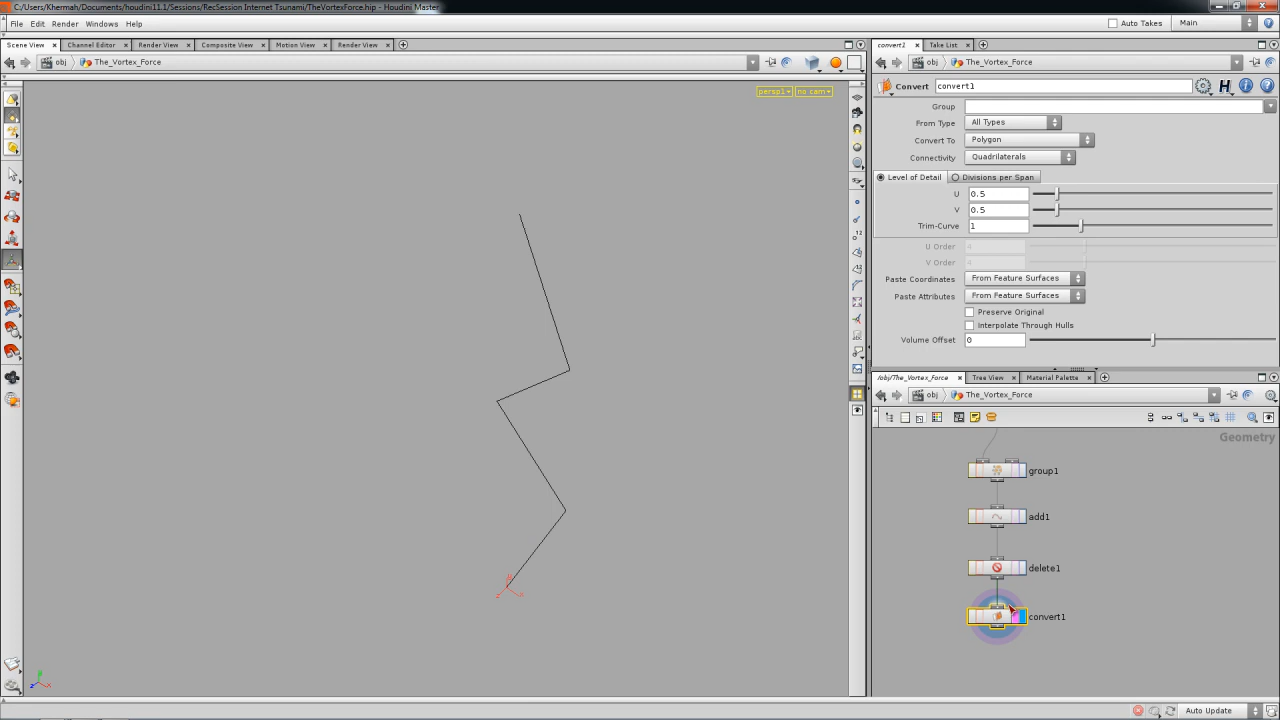 C:/Users/Khermah/Documents/houdini11.1/Sessions/RecSession Internet Tsunami/TheVortexForce.hip - Houdini Master
File Edit Render Windows Help
Auto Takes Main
Scene View Channel Editor Render View Composite View Motion View Render View
obj The_Vortex_Force
persp1 no cam
z x
y
z x
convert1 Take List
obj The_Vortex_Force
Convert convert1
Group
From Type All Types
Convert To Polygon
Connectivity Quadrilaterals
Level of Detail Divisions per Span
U 0.5
V 0.5
Trim-Curve 1
U Order 4
V Order 4
Paste Coordinates From Feature Surfaces
Paste Attributes From Feature Surfaces
Preserve Original
Interpolate Through Hulls
Volume Offset 0
/obj/The_Vortex_Force Tree View Material Palette
obj The_Vortex_Force
Geometry
group1
add1
delete1
convert1
Auto Update